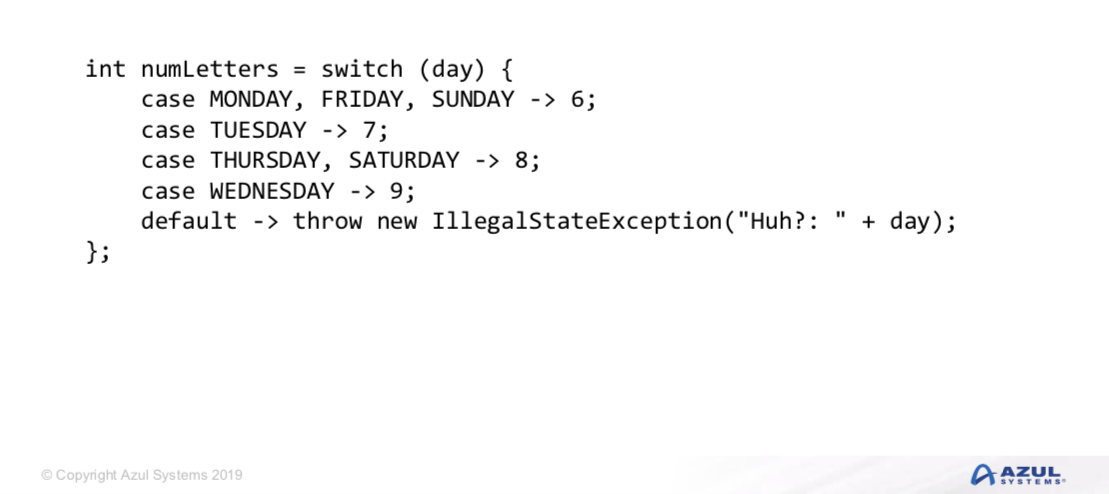 int numLetters = switch (day) {
    case MONDAY, FRIDAY, SUNDAY -> 6;
    case TUESDAY -> 7;
    case THURSDAY, SATURDAY -> 8;
    case WEDNESDAY -> 9;
    default -> throw new IllegalStateException("Huh?: " + day);
};
© Copyright Azul Systems 2019
AZUL
SYSTEMS®